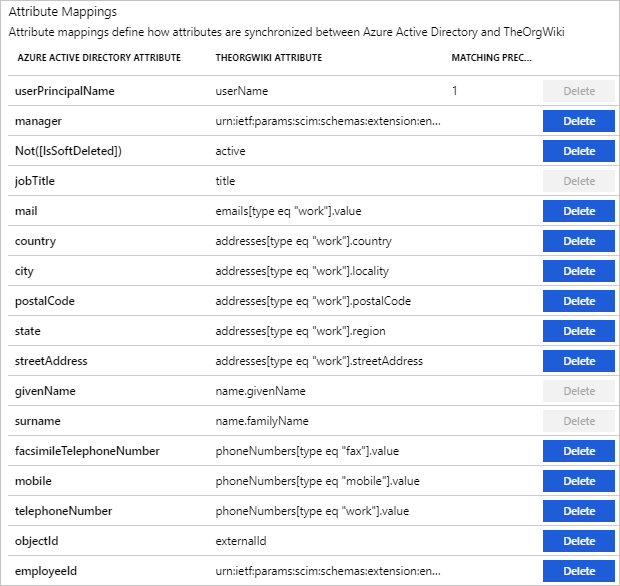 Attribute Mappings
Attribute mappings define how attributes are synchronized between Azure Active Directory and TheOrgWiki
AZURE ACTIVE DIRECTORY ATTRIBUTE THEORGWIKI ATTRIBUTE MATCHING PREC...
userPrincipalName userName 1 Delete
manager urn:ietf:params:scim:schemas:extension:en... Delete
Not([IsSoftDeleted]) active Delete
jobTitle title Delete
mail emails[type eq "work"].value Delete
country addresses[type eq "work"].country Delete
city addresses[type eq "work"].locality Delete
postalCode addresses[type eq "work"].postalCode Delete
state addresses[type eq "work"].region Delete
streetAddress addresses[type eq "work"].streetAddress Delete
givenName name.givenName Delete
surname name.familyName Delete
facsimileTelephoneNumber phoneNumbers[type eq "fax"].value Delete
mobile phoneNumbers[type eq "mobile"].value Delete
telephoneNumber phoneNumbers[type eq "work"].value Delete
objectId externalId Delete
employeeId urn:ietf:params:scim:schemas:extension:en... Delete